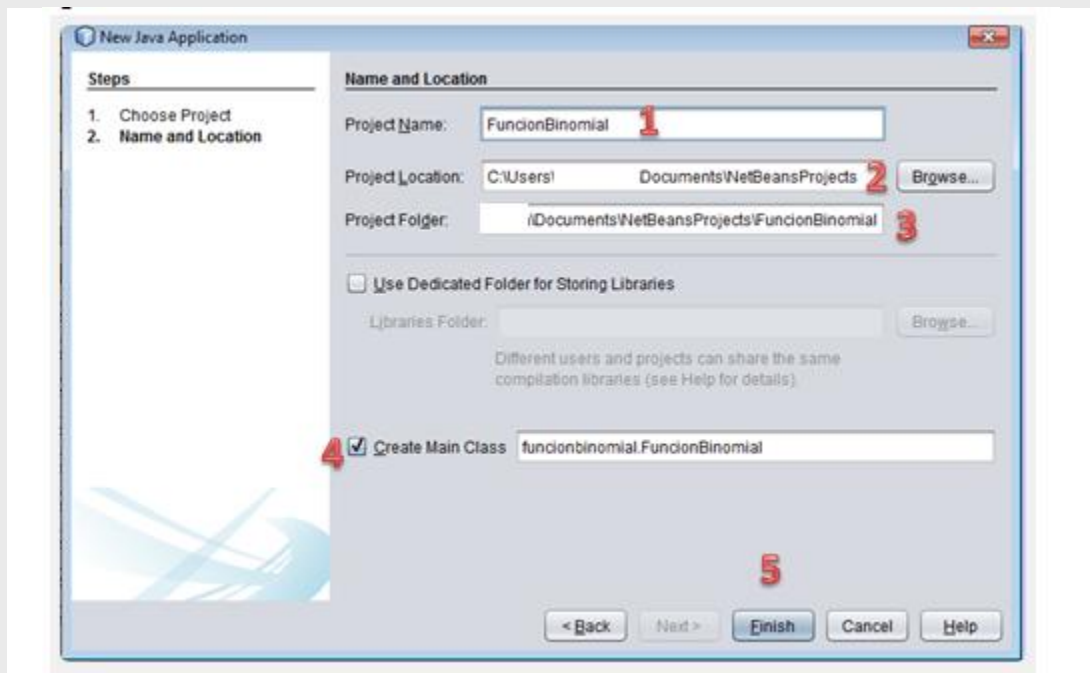 New Java Application
Steps
1. Choose Project
2. Name and Location
Name and Location
Project Name: FuncionBinomial 1
Project Location: C:\Users\ Documents\NetBeansProjects 2 Browse...
Project Folder: \Documents\NetBeansProjects\FuncionBinomial 3
Use Dedicated Folder for Storing Libraries
Libraries Folder: Browse...
Different users and projects can share the same
compilation libraries (see Help for details).
4 Create Main Class funcionbinomial.FuncionBinomial
5
< Back Next > Finish Cancel Help